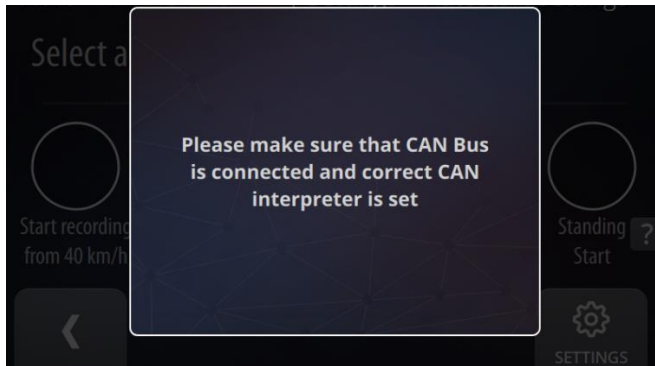 Select a
Please make sure that CAN Bus
is connected and correct CAN
interpreter is set
Start recording
from 40 km/h
Standing
Start
?
SETTINGS